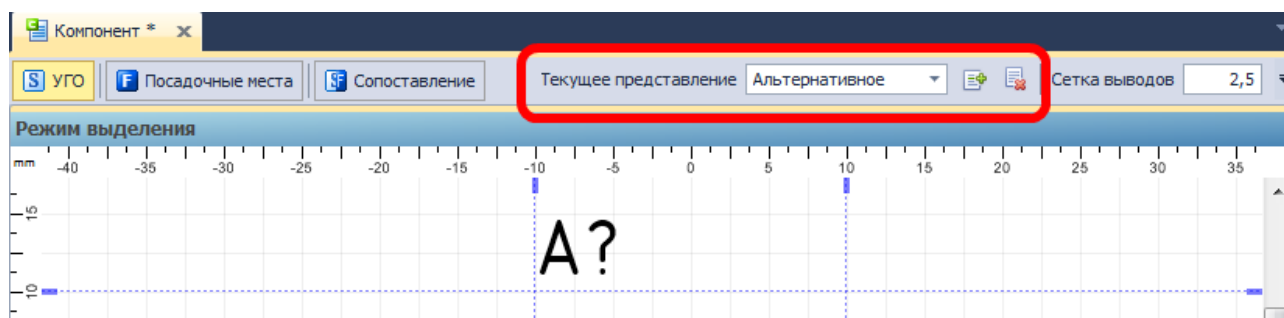 Компонент *
УГО Посадочные места Сопоставление Текущее представление Альтернативное Сетка выводов 2,5
Режим выделения
mm -40 -35 -30 -25 -20 -15 -10 -5 0 5 10 15 20 25 30 35
15
A?
10